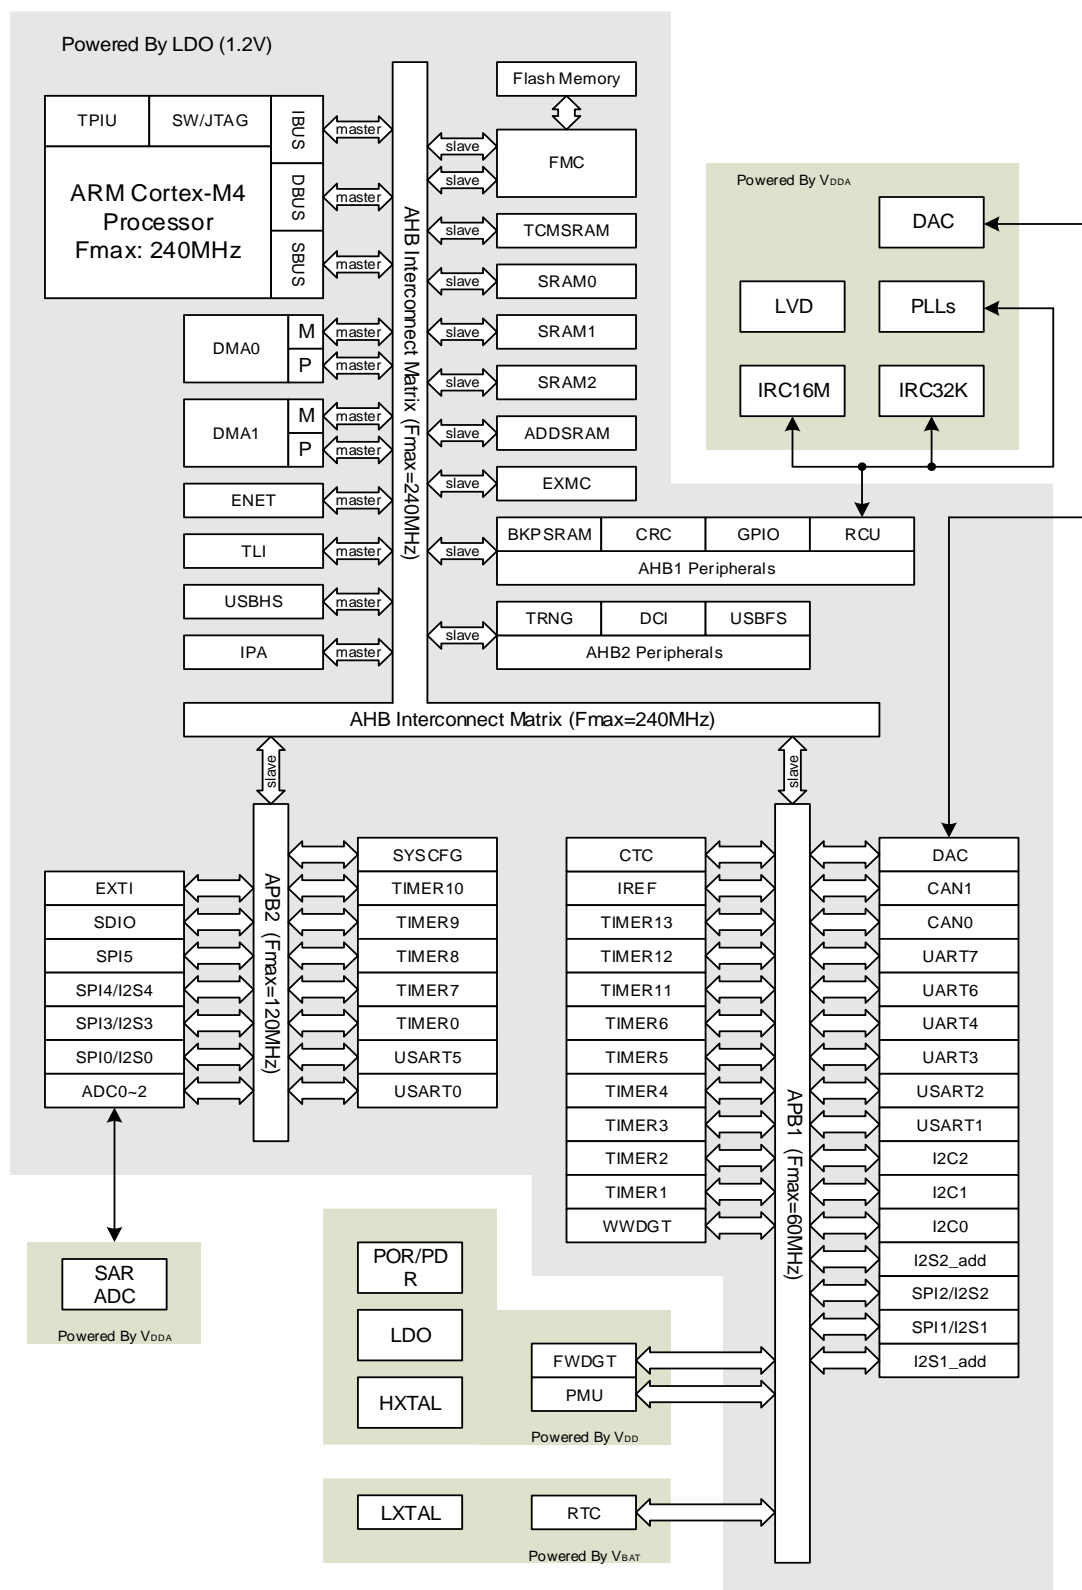 Powered By LDO (1.2V)
TPIU
SW/JTAG
IBUS
DBUS
SBUS
ARM Cortex-M4
Processor
Fmax: 240MHz
master
master
master
DMA0
M
P
master
master
DMA1
M
P
master
master
ENET
master
TLI
master
USBHS
master
IPA
master
AHB Interconnect Matrix (Fmax=240MHz)
Flash Memory
slave
slave
FMC
slave
TCMSRAM
slave
SRAM0
slave
SRAM1
slave
SRAM2
slave
ADDSRAM
slave
EXMC
slave
BKPSRAM
CRC
GPIO
RCU
AHB1 Peripherals
slave
TRNG
DCI
USBFS
AHB2 Peripherals
Powered By VDDA
DAC
LVD
PLLs
IRC16M
IRC32K
AHB Interconnect Matrix (Fmax=240MHz)
slave
slave
EXTI
SDIO
SPI5
SPI4/I2S4
SPI3/I2S3
SPI0/I2S0
ADC0~2
APB2 (Fmax=120MHz)
SYSCFG
TIMER10
TIMER9
TIMER8
TIMER7
TIMER0
USART5
USART0
CTC
IREF
TIMER13
TIMER12
TIMER11
TIMER6
TIMER5
TIMER4
TIMER3
TIMER2
TIMER1
WWDGT
APB1 (Fmax=60MHz)
DAC
CAN1
CAN0
UART7
UART6
UART4
UART3
USART2
USART1
I2C2
I2C1
I2C0
I2S2_add
SPI2/I2S2
SPI1/I2S1
I2S1_add
SAR
ADC
Powered By VDDA
POR/PD
R
LDO
HXTAL
FWDGT
PMU
Powered By VDD
LXTAL
RTC
Powered By VBAT